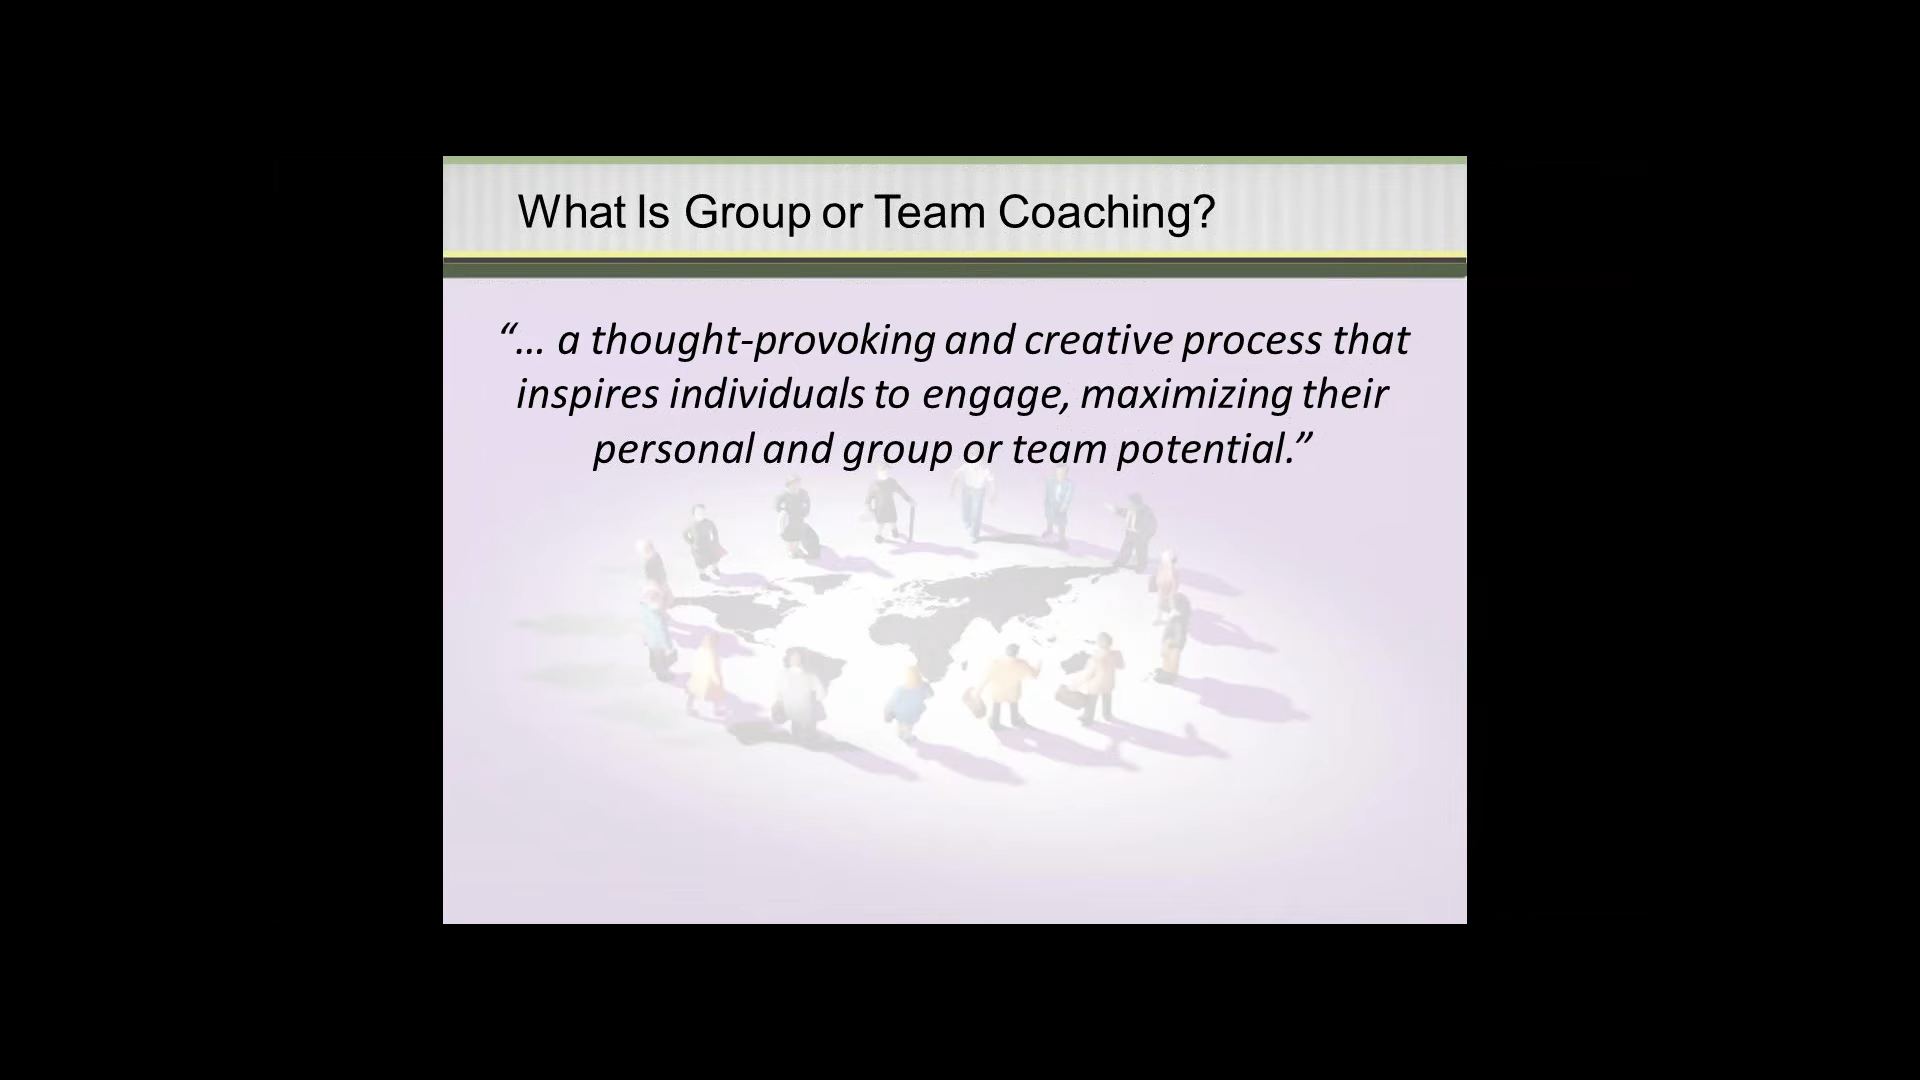 What Is Group or Team Coaching?
“… a thought-provoking and creative process that
inspires individuals to engage, maximizing their
personal and group or team potential.”